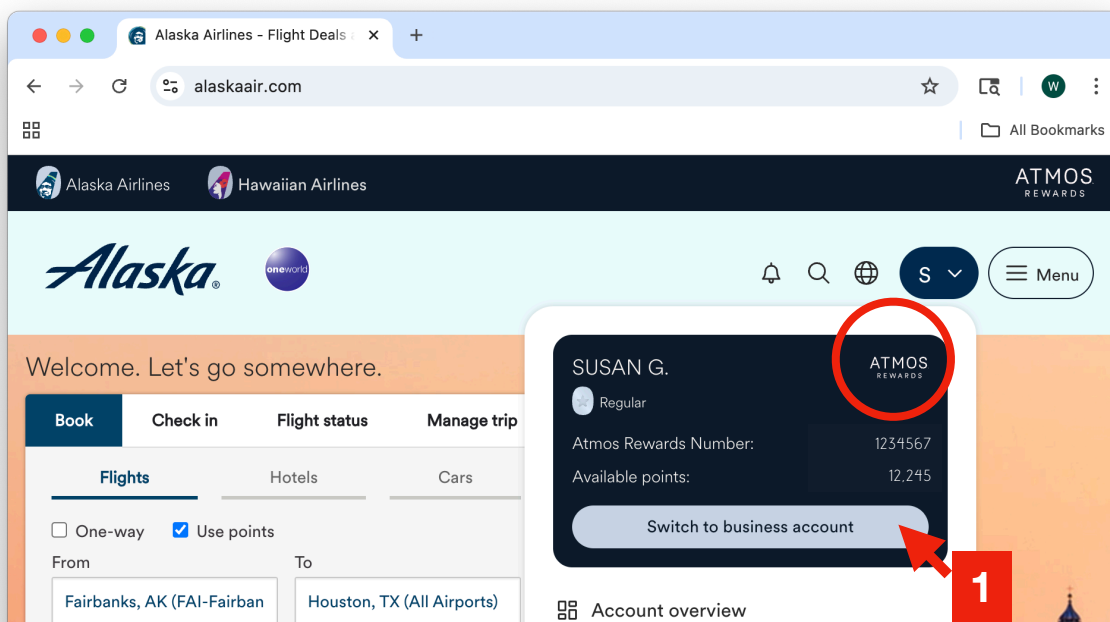 Alaska Airlines - Flight Deals
alaskaair.com
W
All Bookmarks
Alaska Airlines
Hawaiian Airlines
ATMOS
REWARDS
Alaska
oneworld
S
Menu
Welcome. Let's go somewhere.
Book
Check in
Flight status
Manage trip
Flights
Hotels
Cars
One-way
Use points
From
To
Fairbanks, AK (FAI-Fairban
Houston, TX (All Airports)
SUSAN G.
ATMOS
REWARDS
Regular
Atmos Rewards Number: 1234567
Available points: 12,245
Switch to business account
1
Account overview